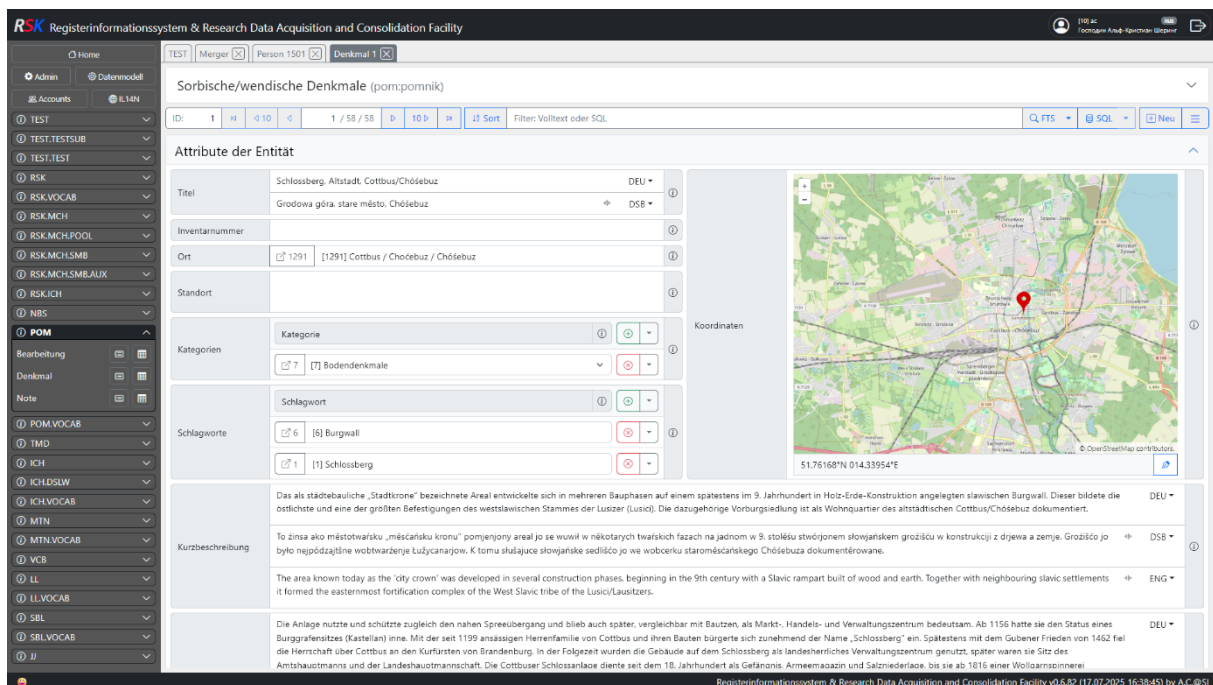 RSK Registerinformationssystem & Research Data Acquisition and Consolidation Facility
[10] ac
Господин Альф-Кристиан Шеринг
RUB
Home
Admin
Datenmodell
Accounts
IL14N
TEST
TEST.TESTSUB
TEST.TEST
RSK
RSK.VOCAB
RSK.MCH
RSK.MCH.POOL
RSK.MCH.SMB
RSK.MCH.SMB.AUX
RSK.ICH
NBS
POM
Bearbeitung
Denkmal
Note
POM.VOCAB
TMD
ICH
ICH.DSLW
ICH.VOCAB
MTN
MTN.VOCAB
VCB
LL
LL.VOCAB
SBL
SBL.VOCAB
JJ
TEST Merger Person 1501 Denkmal 1
Sorbische/wendische Denkmale (pom:pomnik)
ID: 1 10 1 / 58 / 58 10 Sort Filter: Volltext oder SQL FTS SQL Neu
Attribute der Entität
Titel
Schlossberg, Altstadt, Cottbus/Chóśebuz DEU
Grodowa góra, stare město, Chóśebuz DSB
Inventarnummer
Ort 1291 [1291] Cottbus / Choćebuz / Chóśebuz
Standort
Kategorien
Kategorie
7 [7] Bodendenkmale
Schlagworte
Schlagwort
6 [6] Burgwall
1 [1] Schlossberg
Koordinaten
+
–
Cottbus - Chóśebuz
© OpenStreetMap contributors.
51.76168°N 014.33954°E
Kurzbeschreibung
Das als städtebauliche „Stadtkrone“ bezeichnete Areal entwickelte sich in mehreren Bauphasen auf einem spätestens im 9. Jahrhundert in Holz-Erde-Konstruktion angelegten slawischen Burgwall. Dieser bildete die DEU
östlichste und eine der größten Befestigungen des westslawischen Stammes der Lusizer (Lusici). Die dazugehörige Vorburgsiedlung ist als Wohnquartier des altstädtischen Cottbus/Chóśebuz dokumentiert.
To źinsa ako měštotwaŕsku „měsćańsku kronu“ pomjenjony areal jo se wuwił w někotarych twaŕskich fazach na jadnom w 9. stolěśu stwórjonem słowjańskem grozišću w konstrukciji z drjewa a zemje. Grozišćo jo DSB
było nejpódzajtšne wobtwarźenje Łużycanarjow. K tomu słušajuce słowjańske sedlišćo jo we wobcerku staroměsćańskego Chóśebuza dokumentěrowane.
The area known today as the 'city crown' was developed in several construction phases, beginning in the 9th century with a Slavic rampart built of wood and earth. Together with neighbouring slavic settlements ENG
it formed the easternmost fortification complex of the West Slavic tribe of the Lusici/Lausitzers.
Die Anlage nutzte und schützte zugleich den nahen Spreeübergang und blieb auch später, vergleichbar mit Bautzen, als Markt-, Handels- und Verwaltungszentrum bedeutsam. Ab 1156 hatte sie den Status eines DEU
Burggrafensitzes (Kastellan) inne. Mit der seit 1199 ansässigen Herrenfamilie von Cottbus und ihren Bauten bürgerte sich zunehmend der Name „Schlossberg“ ein. Spätestens mit dem Gubener Frieden von 1462 fiel
die Herrschaft über Cottbus an den Kurfürsten von Brandenburg. In der Folgezeit wurden die Gebäude auf dem Schlossberg als landesherrliches Verwaltungszentrum genutzt, später waren sie Sitz des
Amtshauptmanns und der Landeshauptmannschaft. Die Cottbuser Schlossanlage diente seit dem 18. Jahrhundert als Gefängnis, Armeemagazin und Salzniederlage, bis sie ab 1816 einer Wollgarnspinnerei
Registerinformationssystem & Research Data Acquisition and Consolidation Facility v0.6.82 (17.07.2025 16:38:45) by A.C.@SI